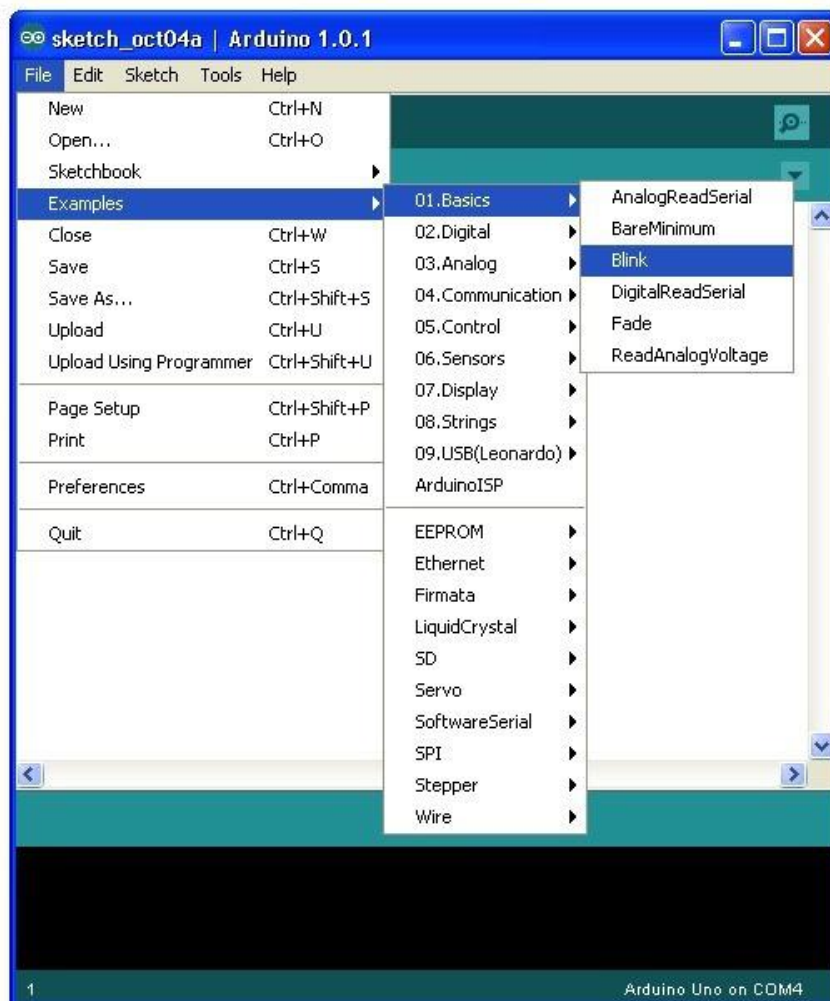 sketch_oct04a | Arduino 1.0.1
File Edit Sketch Tools Help
New Ctrl+N
Open... Ctrl+O
Sketchbook
Examples
Close Ctrl+W
Save Ctrl+S
Save As... Ctrl+Shift+S
Upload Ctrl+U
Upload Using Programmer Ctrl+Shift+U
Page Setup Ctrl+Shift+P
Print Ctrl+P
Preferences Ctrl+Comma
Quit Ctrl+Q
01.Basics
02.Digital
03.Analog
04.Communication
05.Control
06.Sensors
07.Display
08.Strings
09.USB(Leonardo)
ArduinoISP
EEPROM
Ethernet
Firmata
LiquidCrystal
SD
Servo
SoftwareSerial
SPI
Stepper
Wire
AnalogReadSerial
BareMinimum
Blink
DigitalReadSerial
Fade
ReadAnalogVoltage
1 Arduino Uno on COM4